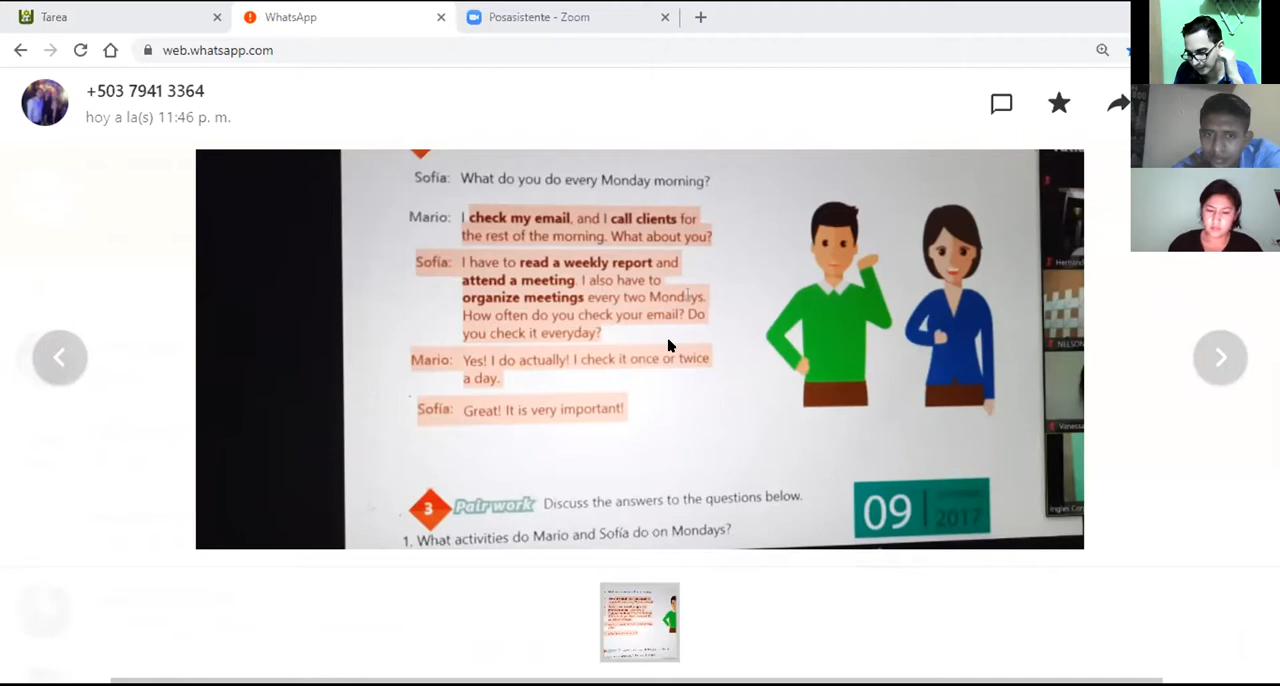 Tarea
WhatsApp
Posasistente - Zoom
web.whatsapp.com
+503 7941 3364
hoy a la(s) 11:46 p. m.
Sofía: What do you do every Monday morning?
Mario: I check my email, and I call clients for
the rest of the morning. What about you?
Sofía: I have to read a weekly report and
attend a meeting. I also have to
organize meetings every two Mondays.
How often do you check your email? Do
you check it everyday?
Mario: Yes! I do actually! I check it once or twice
a day.
Sofía: Great! It is very important!
3 Pair work Discuss the answers to the questions below.
1. What activities do Mario and Sofía do on Mondays?
09
2017
NELSON